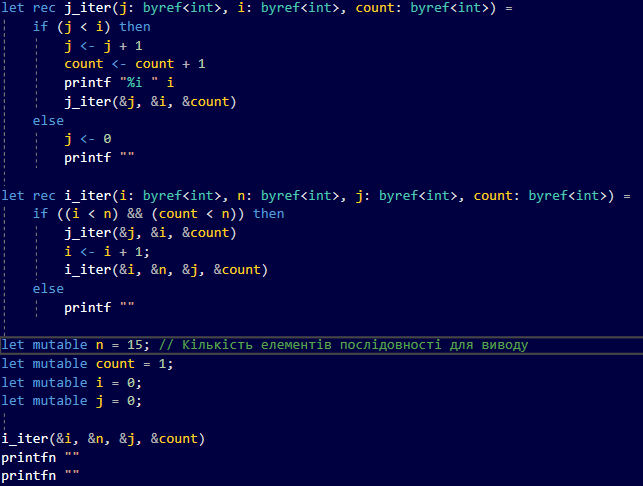 let rec j_iter(j: byref<int>, i: byref<int>, count: byref<int>) =
    if (j < i) then
        j <- j + 1
        count <- count + 1
        printf "%i " i
        j_iter(&j, &i, &count)
    else
        j <- 0
        printf ""

let rec i_iter(i: byref<int>, n: byref<int>, j: byref<int>, count: byref<int>) =
    if ((i < n) && (count < n)) then
        j_iter(&j, &i, &count)
        i <- i + 1;
        i_iter(&i, &n, &j, &count)
    else
        printf ""

let mutable n = 15; // Кількість елементів послідовності для виводу
let mutable count = 1;
let mutable i = 0;
let mutable j = 0;

i_iter(&i, &n, &j, &count)
printfn ""
printfn ""